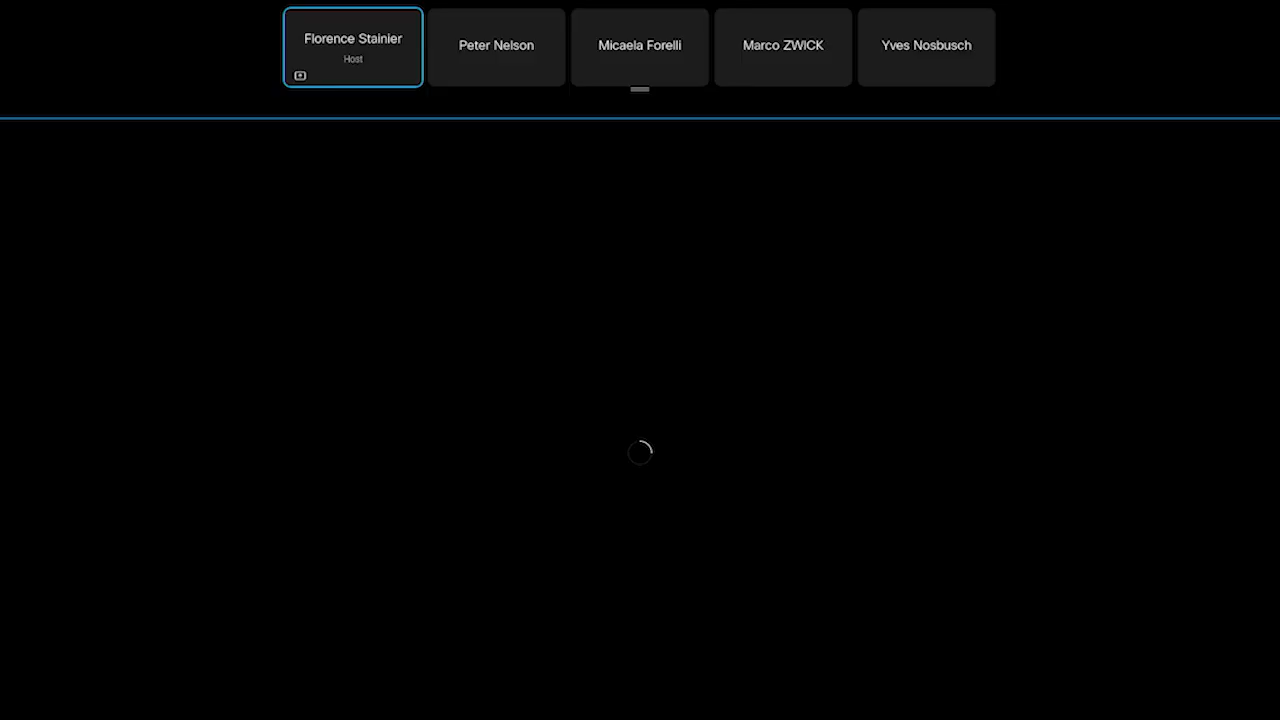 Florence Stainier
Host
Peter Nelson
Micaela Forelli
Marco ZWICK
Yves Nosbusch